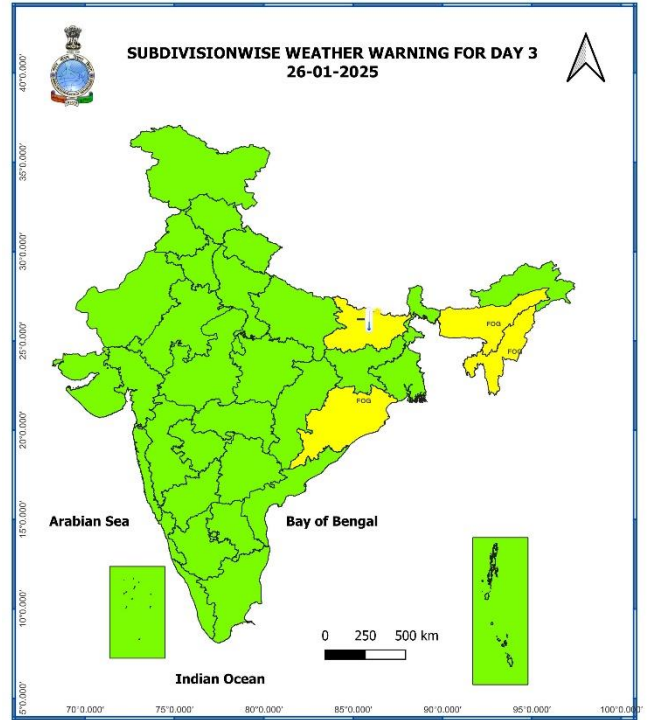 SUBDIVISIONWISE WEATHER WARNING FOR DAY 3
26-01-2025
40°0.000'
35°0.000'
30°0.000'
25°0.000'
20°0.000'
15°0.000'
10°0.000'
5°0.000'
FOG
FOG
FOG
Arabian Sea
Bay of Bengal
0 250 500 km
Indian Ocean
70°0.000' 75°0.000' 80°0.000' 85°0.000' 90°0.000' 95°0.000' 100°0.000'